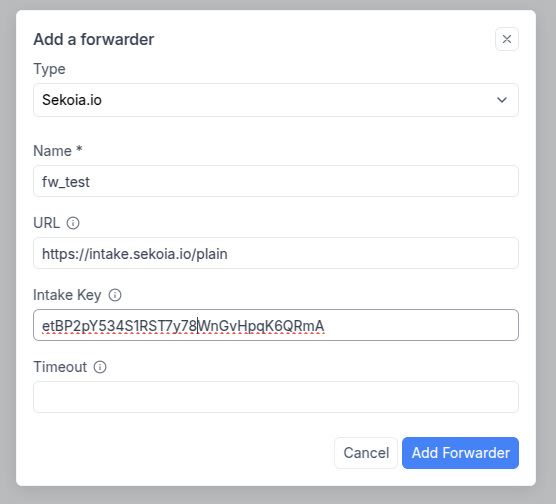 Add a forwarder
Type
Sekoia.io
Name *
fw_test
URL
https://intake.sekoia.io/plain
Intake Key
etBP2pY534S1RST7y78WnGvHpqK6QRmA
Timeout
Cancel Add Forwarder